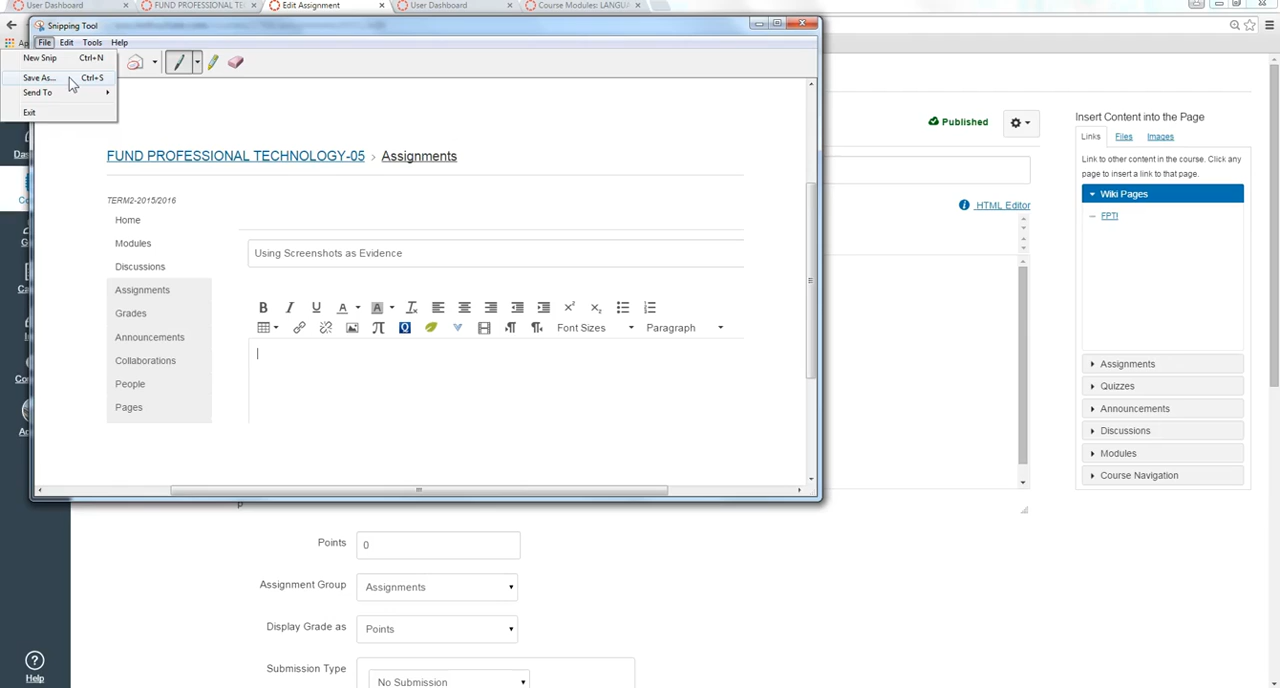 User Dashboard
FUND PROFESSIONAL TE
Edit Assignment
User Dashboard
Course Modules: LANGU
Snipping Tool
File Edit Tools Help
New Snip Ctrl+N
Save As... Ctrl+S
Send To
Exit
FUND PROFESSIONAL TECHNOLOGY-05 > Assignments
TERM2-2015/2016
Home
Modules
Discussions
Assignments
Grades
Announcements
Collaborations
People
Pages
Using Screenshots as Evidence
B I U A A
Font Sizes Paragraph
Published
HTML Editor
Insert Content into the Page
Links Files Images
Link to other content in the course. Click any
page to insert a link to that page.
Wiki Pages
FPTI
Assignments
Quizzes
Announcements
Discussions
Modules
Course Navigation
p
Points 0
Assignment Group Assignments
Display Grade as Points
Submission Type No Submission
Help